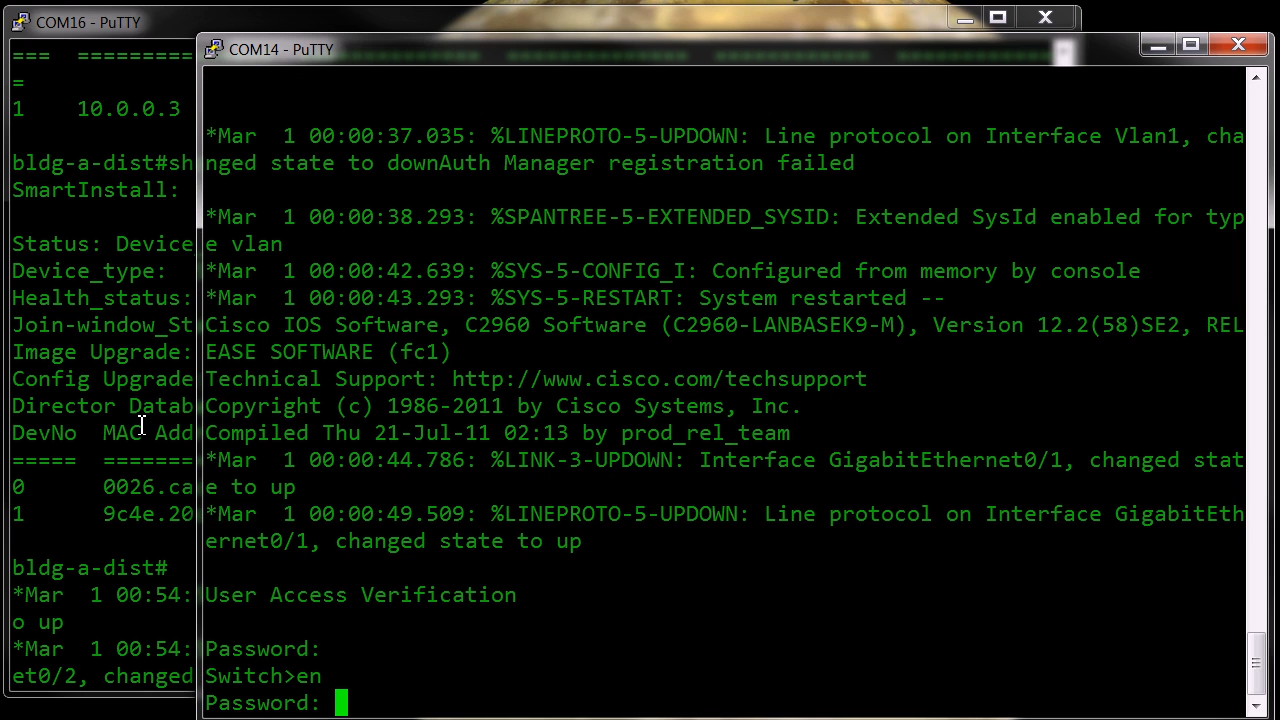 COM16 - PuTTY
===  =========
=
1    10.0.0.3
bldg-a-dist#sh
SmartInstall:
Status: Device
Device_type:
Health_status:
Join-window_St
Image Upgrade:
Config Upgrade
Director Datab
DevNo  MAC Add
=====  =======
0      0026.ca
1      9c4e.20
bldg-a-dist#
*Mar  1 00:54:
o up
*Mar  1 00:54:
et0/2, changed
COM14 - PuTTY
*Mar  1 00:00:37.035: %LINEPROTO-5-UPDOWN: Line protocol on Interface Vlan1, cha
nged state to downAuth Manager registration failed
*Mar  1 00:00:38.293: %SPANTREE-5-EXTENDED_SYSID: Extended SysId enabled for typ
e vlan
*Mar  1 00:00:42.639: %SYS-5-CONFIG_I: Configured from memory by console
*Mar  1 00:00:43.293: %SYS-5-RESTART: System restarted --
Cisco IOS Software, C2960 Software (C2960-LANBASEK9-M), Version 12.2(58)SE2, REL
EASE SOFTWARE (fc1)
Technical Support: http://www.cisco.com/techsupport
Copyright (c) 1986-2011 by Cisco Systems, Inc.
Compiled Thu 21-Jul-11 02:13 by prod_rel_team
*Mar  1 00:00:44.786: %LINK-3-UPDOWN: Interface GigabitEthernet0/1, changed stat
e to up
*Mar  1 00:00:49.509: %LINEPROTO-5-UPDOWN: Line protocol on Interface GigabitEth
ernet0/1, changed state to up
User Access Verification
Password:
Switch>en
Password: